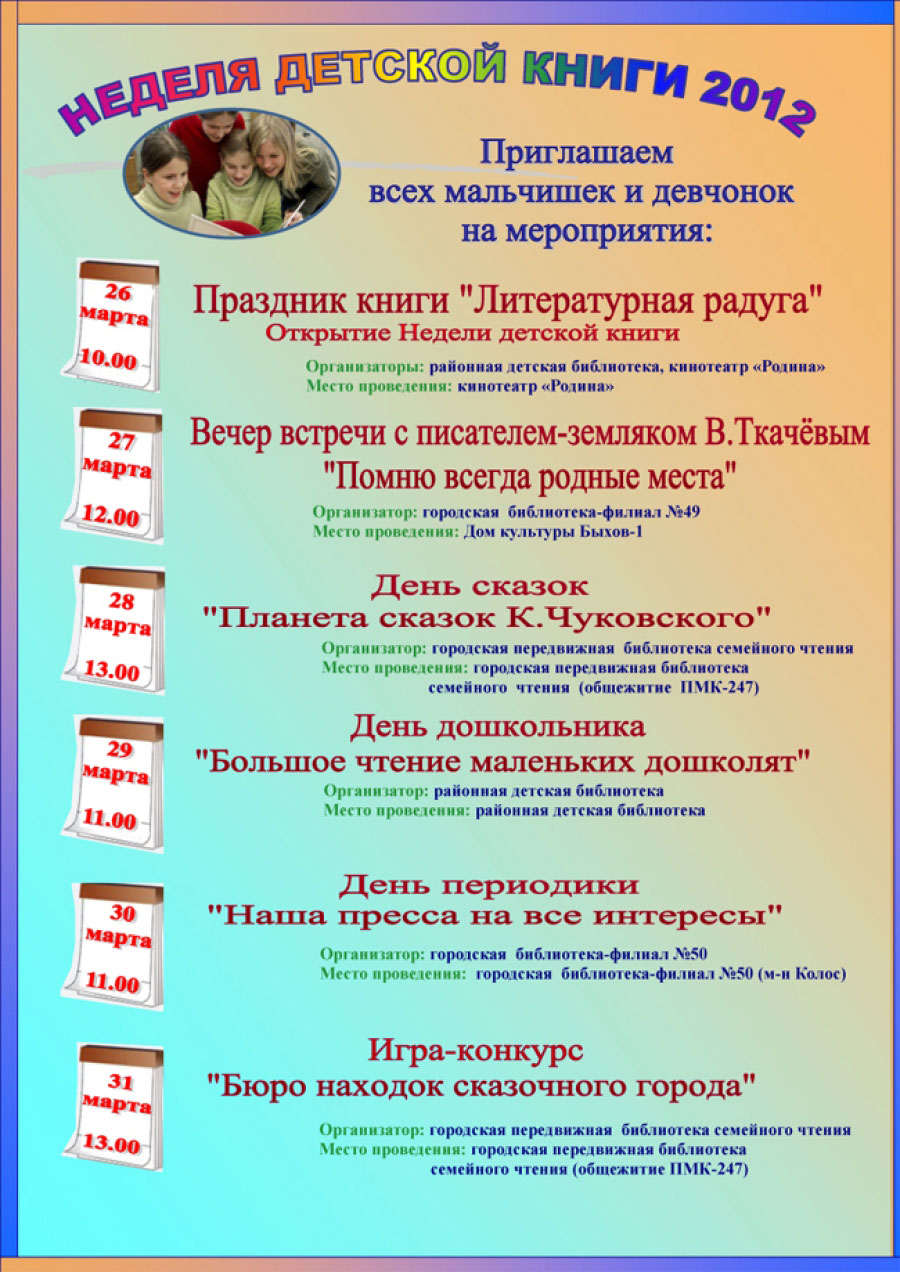 НЕДЕЛЯ ДЕТСКОЙ КНИГИ 2012
Приглашаем
всех мальчишек и девчонок
на мероприятия:
26
марта
10.00
Праздник книги "Литературная радуга"
Открытие Недели детской книги
Организаторы: районная детская библиотека, кинотеатр «Родина»
Место проведения: кинотеатр «Родина»
27
марта
12.00
Вечер встречи с писателем-земляком В.Ткачёвым
"Помню всегда родные места"
Организатор: городская библиотека-филиал №49
Место проведения: Дом культуры Быхов-1
28
марта
13.00
День сказок
"Планета сказок К.Чуковского"
Организатор: городская передвижная библиотека семейного чтения
Место проведения: городская передвижная библиотека
семейного чтения (общежитие ПМК-247)
29
марта
11.00
День дошкольника
"Большое чтение маленьких дошколят"
Организатор: районная детская библиотека
Место проведения: районная детская библиотека
30
марта
11.00
День периодики
"Наша пресса на все интересы"
Организатор: городская библиотека-филиал №50
Место проведения: городская библиотека-филиал №50 (м-н Колос)
31
марта
13.00
Игра-конкурс
"Бюро находок сказочного города"
Организатор: городская передвижная библиотека семейного чтения
Место проведения: городская передвижная библиотека
семейного чтения (общежитие ПМК-247)